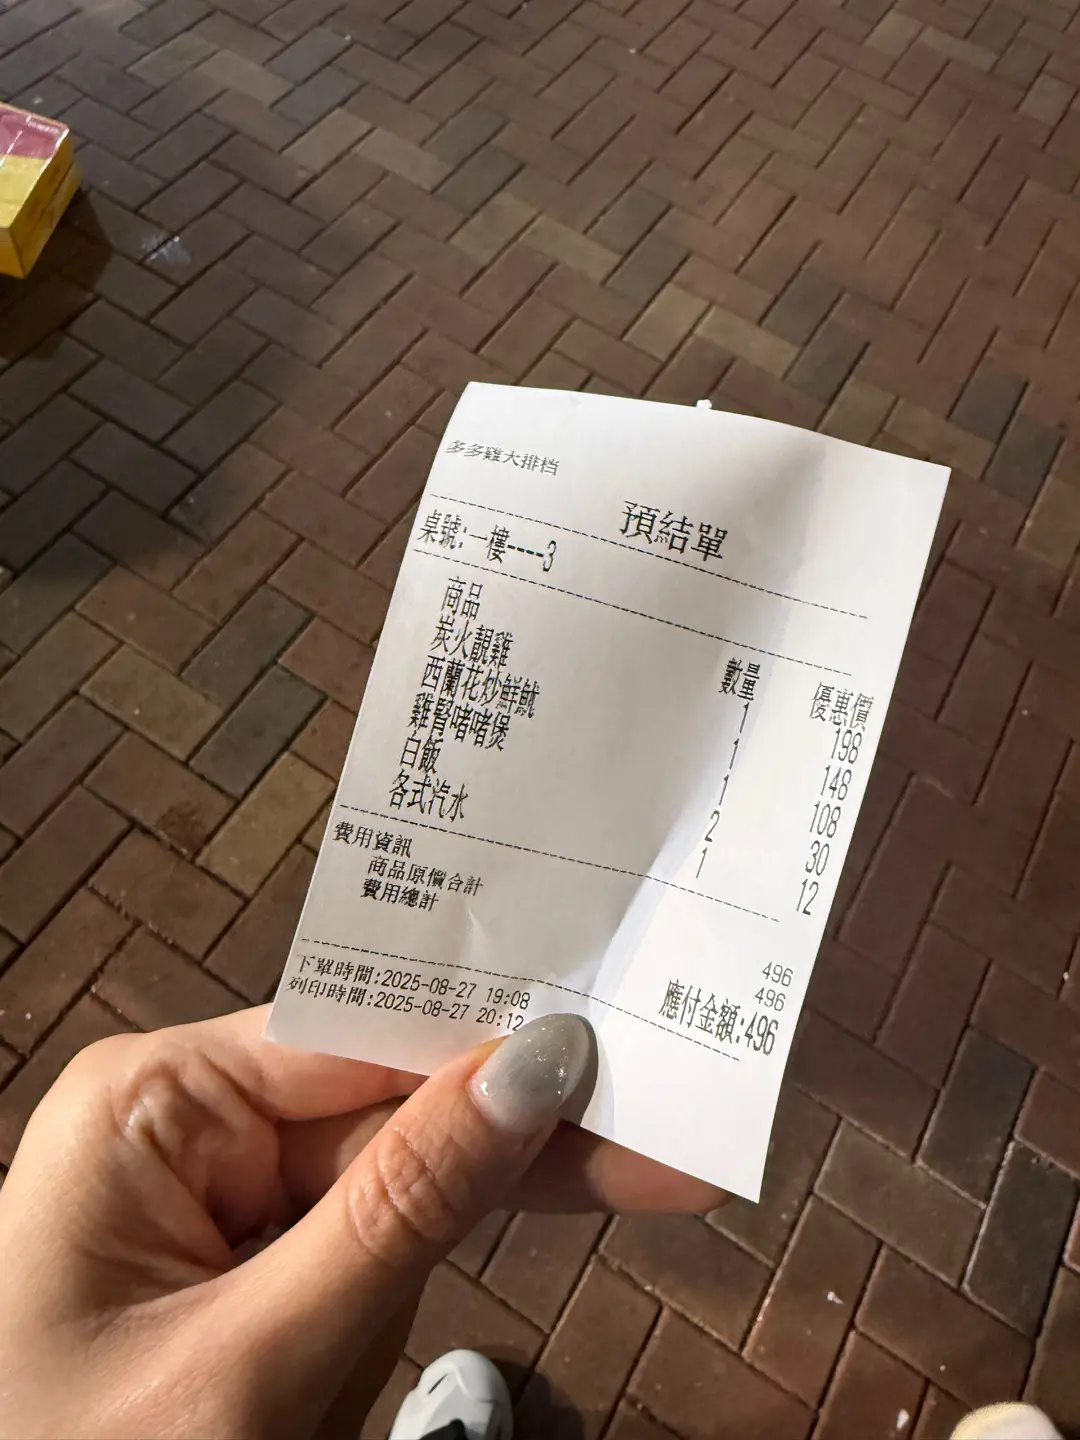 多多雞大排档
預結單
桌號:一樓----3
商品 數量 優惠價
炭火靚雞 1 198
西蘭花炒鮮魷 1 148
雞腎啫啫煲 1 108
白飯 2 30
各式汽水 1 12
費用資訊
商品原價合計 496
費用總計 496
應付金額:496
下單時間:2025-08-27 19:08
列印時間:2025-08-27 20:12